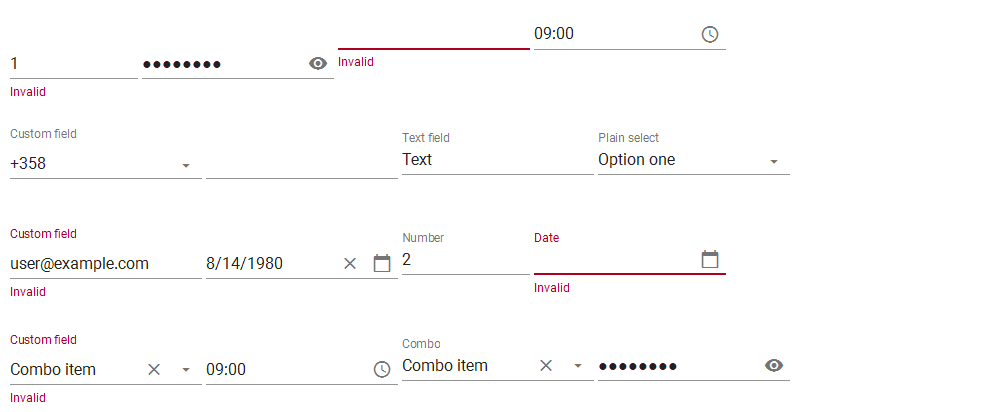 09:00
1 ●●●●●●●●
Invalid
Invalid
Custom field Text field Plain select
+358 Text Option one
Custom field Number Date
user@example.com 8/14/1980 2
Invalid Invalid
Custom field Combo
Combo item 09:00 Combo item ●●●●●●●●
Invalid